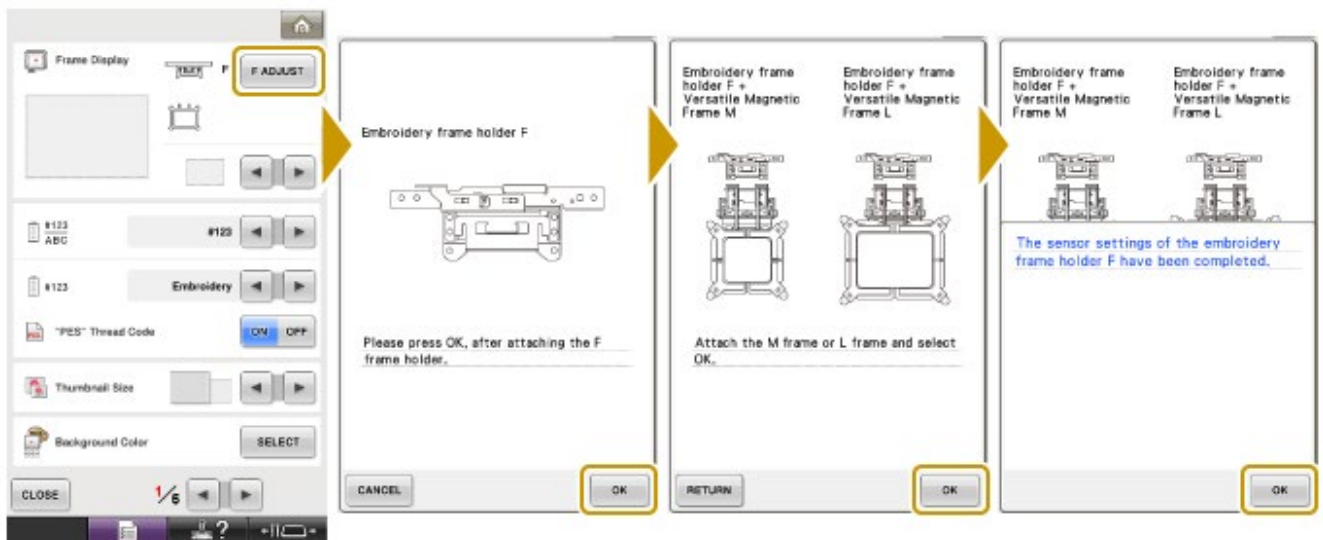 Frame Display
F
F ADJUST
#123
ABC
#123
#123
Embroidery
"PES" Thread Code
ON OFF
Thumbnail Size
Background Color
SELECT
CLOSE
1/6
?
Embroidery frame holder F
Please press OK, after attaching the F
frame holder.
CANCEL
OK
Embroidery frame
holder F +
Versatile Magnetic
Frame M
Embroidery frame
holder F +
Versatile Magnetic
Frame L
Attach the M frame or L frame and select
OK.
RETURN
OK
Embroidery frame
holder F +
Versatile Magnetic
Frame M
Embroidery frame
holder F +
Versatile Magnetic
Frame L
The sensor settings of the embroidery
frame holder F have been completed.
OK